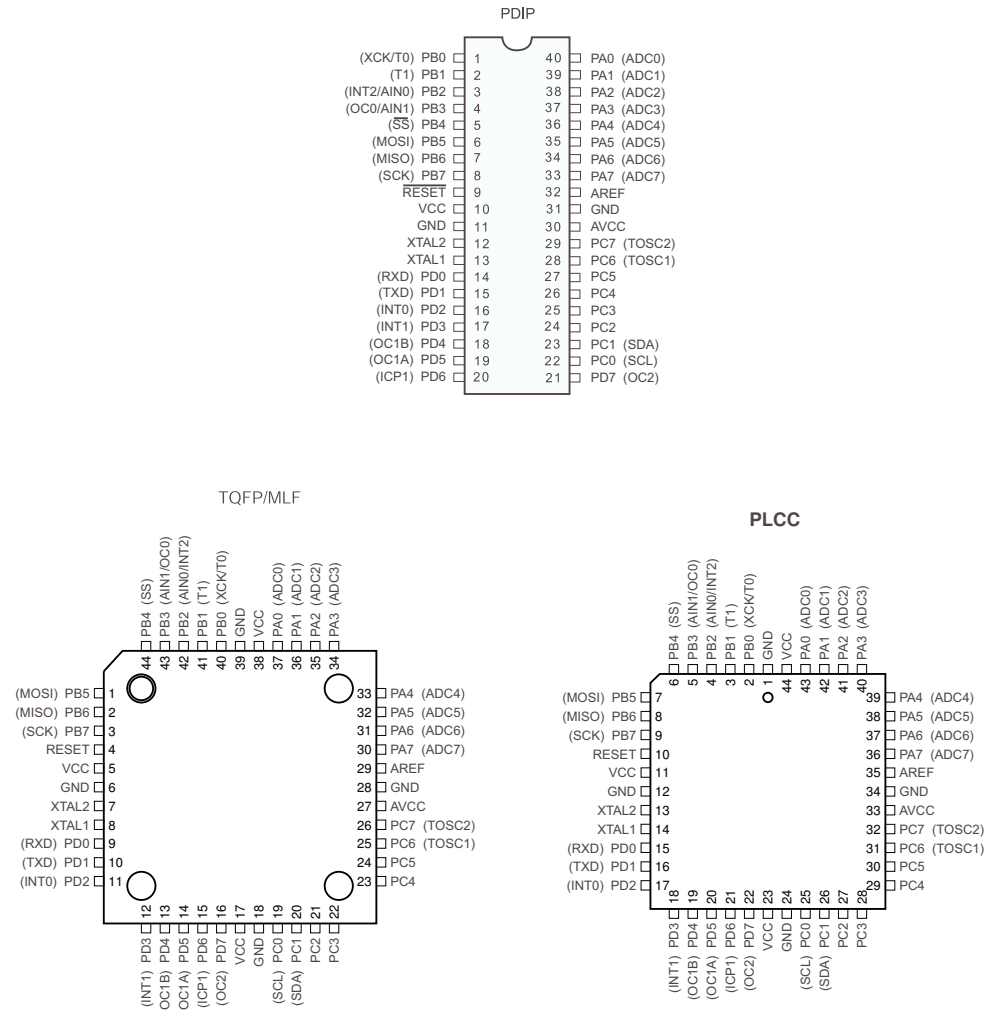 PDIP
(XCK/T0) PB0 1 40 PA0 (ADC0)
(T1) PB1 2 39 PA1 (ADC1)
(INT2/AIN0) PB2 3 38 PA2 (ADC2)
(OC0/AIN1) PB3 4 37 PA3 (ADC3)
(SS) PB4 5 36 PA4 (ADC4)
(MOSI) PB5 6 35 PA5 (ADC5)
(MISO) PB6 7 34 PA6 (ADC6)
(SCK) PB7 8 33 PA7 (ADC7)
RESET 9 32 AREF
VCC 10 31 GND
GND 11 30 AVCC
XTAL2 12 29 PC7 (TOSC2)
XTAL1 13 28 PC6 (TOSC1)
(RXD) PD0 14 27 PC5
(TXD) PD1 15 26 PC4
(INT0) PD2 16 25 PC3
(INT1) PD3 17 24 PC2
(OC1B) PD4 18 23 PC1 (SDA)
(OC1A) PD5 19 22 PC0 (SCL)
(ICP1) PD6 20 21 PD7 (OC2)
TQFP/MLF
44 PB4 (SS)
43 PB3 (AIN1/OC0)
42 PB2 (AIN0/INT2)
41 PB1 (T1)
40 PB0 (XCK/T0)
39 GND
38 VCC
37 PA0 (ADC0)
36 PA1 (ADC1)
35 PA2 (ADC2)
34 PA3 (ADC3)
(MOSI) PB5 1 33 PA4 (ADC4)
(MISO) PB6 2 32 PA5 (ADC5)
(SCK) PB7 3 31 PA6 (ADC6)
RESET 4 30 PA7 (ADC7)
VCC 5 29 AREF
GND 6 28 GND
XTAL2 7 27 AVCC
XTAL1 8 26 PC7 (TOSC2)
(RXD) PD0 9 25 PC6 (TOSC1)
(TXD) PD1 10 24 PC5
(INT0) PD2 11 23 PC4
(INT1) PD3 12
OC1B) PD4 13
OC1A) PD5 14
(ICP1) PD6 15
(OC2) PD7 16
VCC 17
GND 18
(SCL) PC0 19
(SDA) PC1 20
PC2 21
PC3 22
PLCC
6 PB4 (SS)
5 PB3 (AIN1/OC0)
4 PB2 (AIN0/INT2)
3 PB1 (T1)
2 PB0 (XCK/T0)
1 GND
44 VCC
43 PA0 (ADC0)
42 PA1 (ADC1)
41 PA2 (ADC2)
40 PA3 (ADC3)
(MOSI) PB5 7 39 PA4 (ADC4)
(MISO) PB6 8 38 PA5 (ADC5)
(SCK) PB7 9 37 PA6 (ADC6)
RESET 10 36 PA7 (ADC7)
VCC 11 35 AREF
GND 12 34 GND
XTAL2 13 33 AVCC
XTAL1 14 32 PC7 (TOSC2)
(RXD) PD0 15 31 PC6 (TOSC1)
(TXD) PD1 16 30 PC5
(INT0) PD2 17 29 PC4
(INT1) PD3 18
(OC1B) PD4 19
(OC1A) PD5 20
(ICP1) PD6 21
(OC2) PD7 22
VCC 23
GND 24
(SCL) PC0 25
(SDA) PC1 26
PC2 27
PC3 28